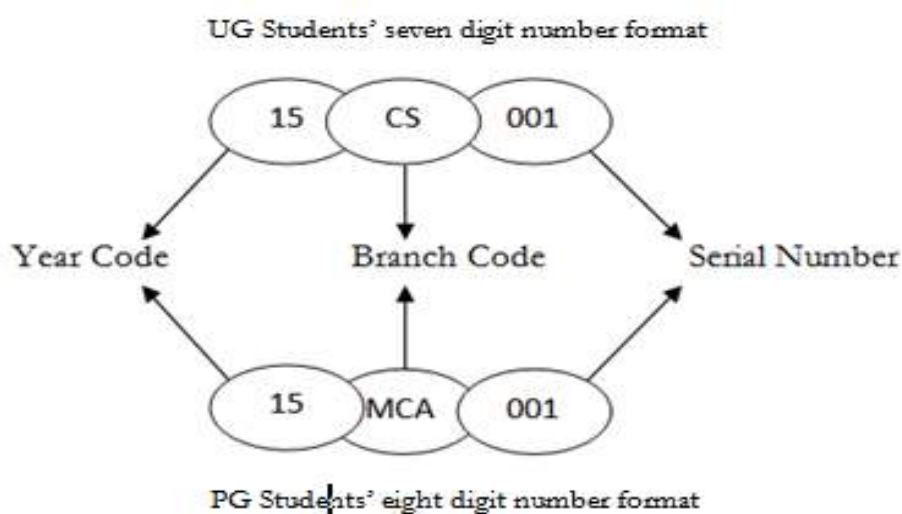 UG Students' seven digit number format
15 CS 001
Year Code Branch Code Serial Number
15 MCA 001
PG Students' eight digit number format